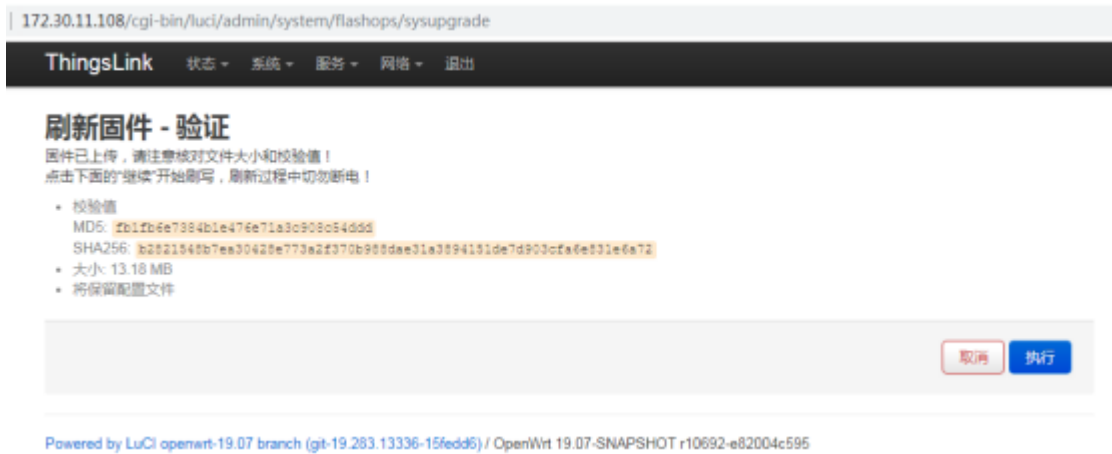 172.30.11.108/cgi-bin/luci/admin/system/flashops/sysupgrade
ThingsLink 状态 系统 服务 网络 退出
刷新固件 - 验证
固件已上传，请注意核对文件大小和校验值！
点击下面的“继续”开始刷写，刷新过程中切勿断电！
校验值
MD5: fb1fb6e7384b1e476e71a3c908c54ddd
SHA256: b2821548b7ea30428e773a2f370b988dae31a3894151de7d903cfa6e831e6a72
大小: 13.18 MB
将保留配置文件
取消 执行
Powered by LuCI openwrt-19.07 branch (git-19.283.13336-15fedd6) / OpenWrt 19.07-SNAPSHOT r10692-e82004c595